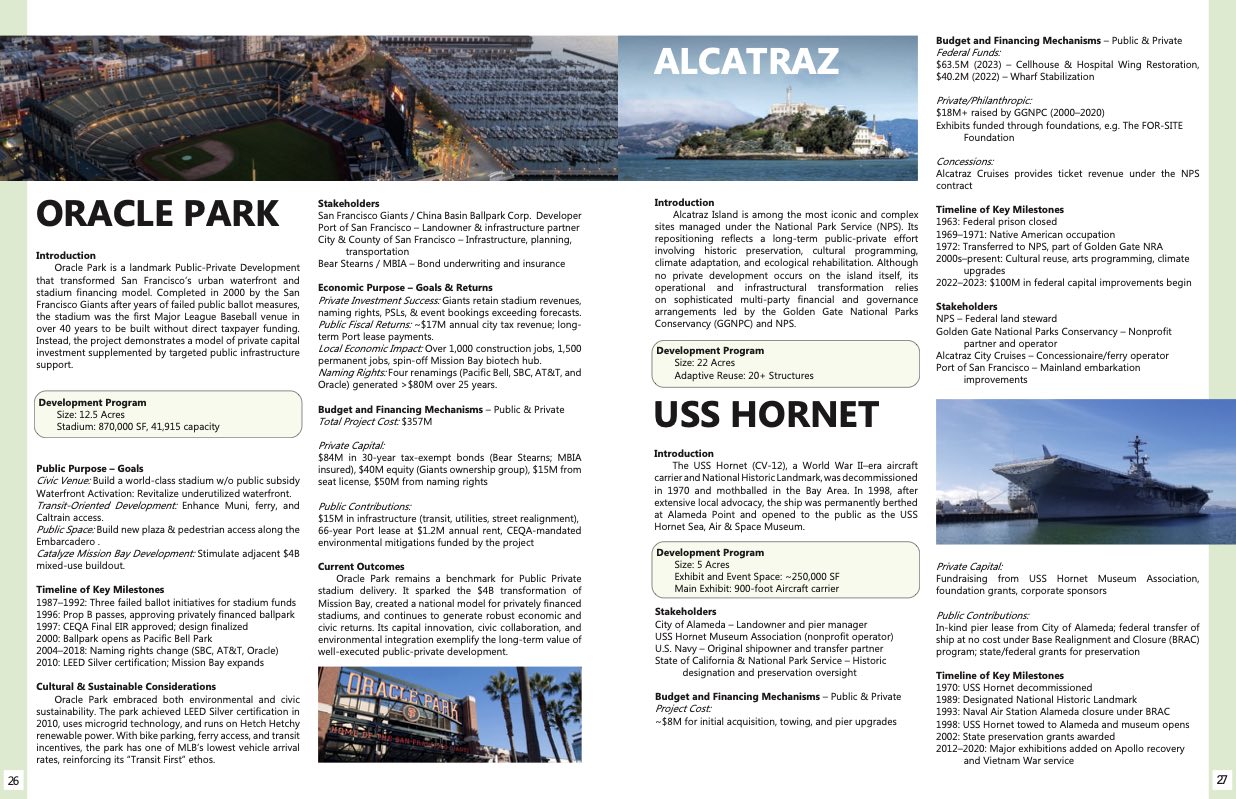 ORACLE PARK
Introduction
Oracle Park is a landmark Public-Private Development
that transformed San Francisco's urban waterfront and
stadium financing model. Completed in 2000 by the San
Francisco Giants after years of failed public ballot measures,
the stadium was the first Major League Baseball venue in
over 40 years to be built without direct taxpayer funding.
Instead, the project demonstrates a model of private capital
investment supplemented by targeted public infrastructure
support.
Development Program
Size: 12.5 Acres
Stadium: 870,000 SF, 41,915 capacity
Public Purpose – Goals
Civic Venue: Build a world-class stadium w/o public subsidy
Waterfront Activation: Revitalize underutilized waterfront.
Transit-Oriented Development: Enhance Muni, ferry, and
Caltrain access.
Public Space: Build new plaza & pedestrian access along the
Embarcadero .
Catalyze Mission Bay Development: Stimulate adjacent $4B
mixed-use buildout.
Timeline of Key Milestones
1987–1992: Three failed ballot initiatives for stadium funds
1996: Prop B passes, approving privately financed ballpark
1997: CEQA Final EIR approved; design finalized
2000: Ballpark opens as Pacific Bell Park
2004–2018: Naming rights change (SBC, AT&T, Oracle)
2010: LEED Silver certification; Mission Bay expands
Cultural & Sustainable Considerations
Oracle Park embraced both environmental and civic
sustainability. The park achieved LEED Silver certification in
2010, uses microgrid technology, and runs on Hetch Hetchy
renewable power. With bike parking, ferry access, and transit
incentives, the park has one of MLB's lowest vehicle arrival
rates, reinforcing its "Transit First" ethos.
26
Stakeholders
San Francisco Giants / China Basin Ballpark Corp. Developer
Port of San Francisco – Landowner & infrastructure partner
City & County of San Francisco – Infrastructure, planning,
transportation
Bear Stearns / MBIA – Bond underwriting and insurance
Economic Purpose – Goals & Returns
Private Investment Success: Giants retain stadium revenues,
naming rights, PSLs, & event bookings exceeding forecasts.
Public Fiscal Returns: ~$17M annual city tax revenue; long-
term Port lease payments.
Local Economic Impact: Over 1,000 construction jobs, 1,500
permanent jobs, spin-off Mission Bay biotech hub.
Naming Rights: Four renamings (Pacific Bell, SBC, AT&T, and
Oracle) generated >$80M over 25 years.
Budget and Financing Mechanisms – Public & Private
Total Project Cost: $357M
Private Capital:
$84M in 30-year tax-exempt bonds (Bear Stearns; MBIA
insured), $40M equity (Giants ownership group), $15M from
seat license, $50M from naming rights
Public Contributions:
$15M in infrastructure (transit, utilities, street realignment),
66-year Port lease at $1.2M annual rent, CEQA-mandated
environmental mitigations funded by the project
Current Outcomes
Oracle Park remains a benchmark for Public Private
stadium delivery. It sparked the $4B transformation of
Mission Bay, created a national model for privately financed
stadiums, and continues to generate robust economic and
civic returns. Its capital innovation, civic collaboration, and
environmental integration exemplify the long-term value of
well-executed public-private development.
ORACLE PARK
HOME OF THE SAN FRANCISCO GIANTS
ALCATRAZ
Introduction
Alcatraz Island is among the most iconic and complex
sites managed under the National Park Service (NPS). Its
repositioning reflects a long-term public-private effort
involving historic preservation, cultural programming,
climate adaptation, and ecological rehabilitation. Although
no private development occurs on the island itself, its
operational and infrastructural transformation relies
on sophisticated multi-party financial and governance
arrangements led by the Golden Gate National Parks
Conservancy (GGNPC) and NPS.
Development Program
Size: 22 Acres
Adaptive Reuse: 20+ Structures
USS HORNET
Introduction
The USS Hornet (CV-12), a World War II–era aircraft
carrier and National Historic Landmark, was decommissioned
in 1970 and mothballed in the Bay Area. In 1998, after
extensive local advocacy, the ship was permanently berthed
at Alameda Point and opened to the public as the USS
Hornet Sea, Air & Space Museum.
Development Program
Size: 5 Acres
Exhibit and Event Space: ~250,000 SF
Main Exhibit: 900-foot Aircraft carrier
Stakeholders
City of Alameda – Landowner and pier manager
USS Hornet Museum Association (nonprofit operator)
U.S. Navy – Original shipowner and transfer partner
State of California & National Park Service – Historic
designation and preservation oversight
Budget and Financing Mechanisms – Public & Private
Project Cost:
~$8M for initial acquisition, towing, and pier upgrades
Budget and Financing Mechanisms – Public & Private
Federal Funds:
$63.5M (2023) – Cellhouse & Hospital Wing Restoration,
$40.2M (2022) – Wharf Stabilization
Private/Philanthropic:
$18M+ raised by GGNPC (2000–2020)
Exhibits funded through foundations, e.g. The FOR-SITE
Foundation
Concessions:
Alcatraz Cruises provides ticket revenue under the NPS
contract
Timeline of Key Milestones
1963: Federal prison closed
1969–1971: Native American occupation
1972: Transferred to NPS, part of Golden Gate NRA
2000s–present: Cultural reuse, arts programming, climate
upgrades
2022–2023: $100M in federal capital improvements begin
Stakeholders
NPS – Federal land steward
Golden Gate National Parks Conservancy – Nonprofit
partner and operator
Alcatraz City Cruises – Concessionaire/ferry operator
Port of San Francisco – Mainland embarkation
improvements
Private Capital:
Fundraising from USS Hornet Museum Association,
foundation grants, corporate sponsors
Public Contributions:
In-kind pier lease from City of Alameda; federal transfer of
ship at no cost under Base Realignment and Closure (BRAC)
program; state/federal grants for preservation
Timeline of Key Milestones
1970: USS Hornet decommissioned
1989: Designated National Historic Landmark
1993: Naval Air Station Alameda closure under BRAC
1998: USS Hornet towed to Alameda and museum opens
2002: State preservation grants awarded
2012–2020: Major exhibitions added on Apollo recovery
and Vietnam War service
27